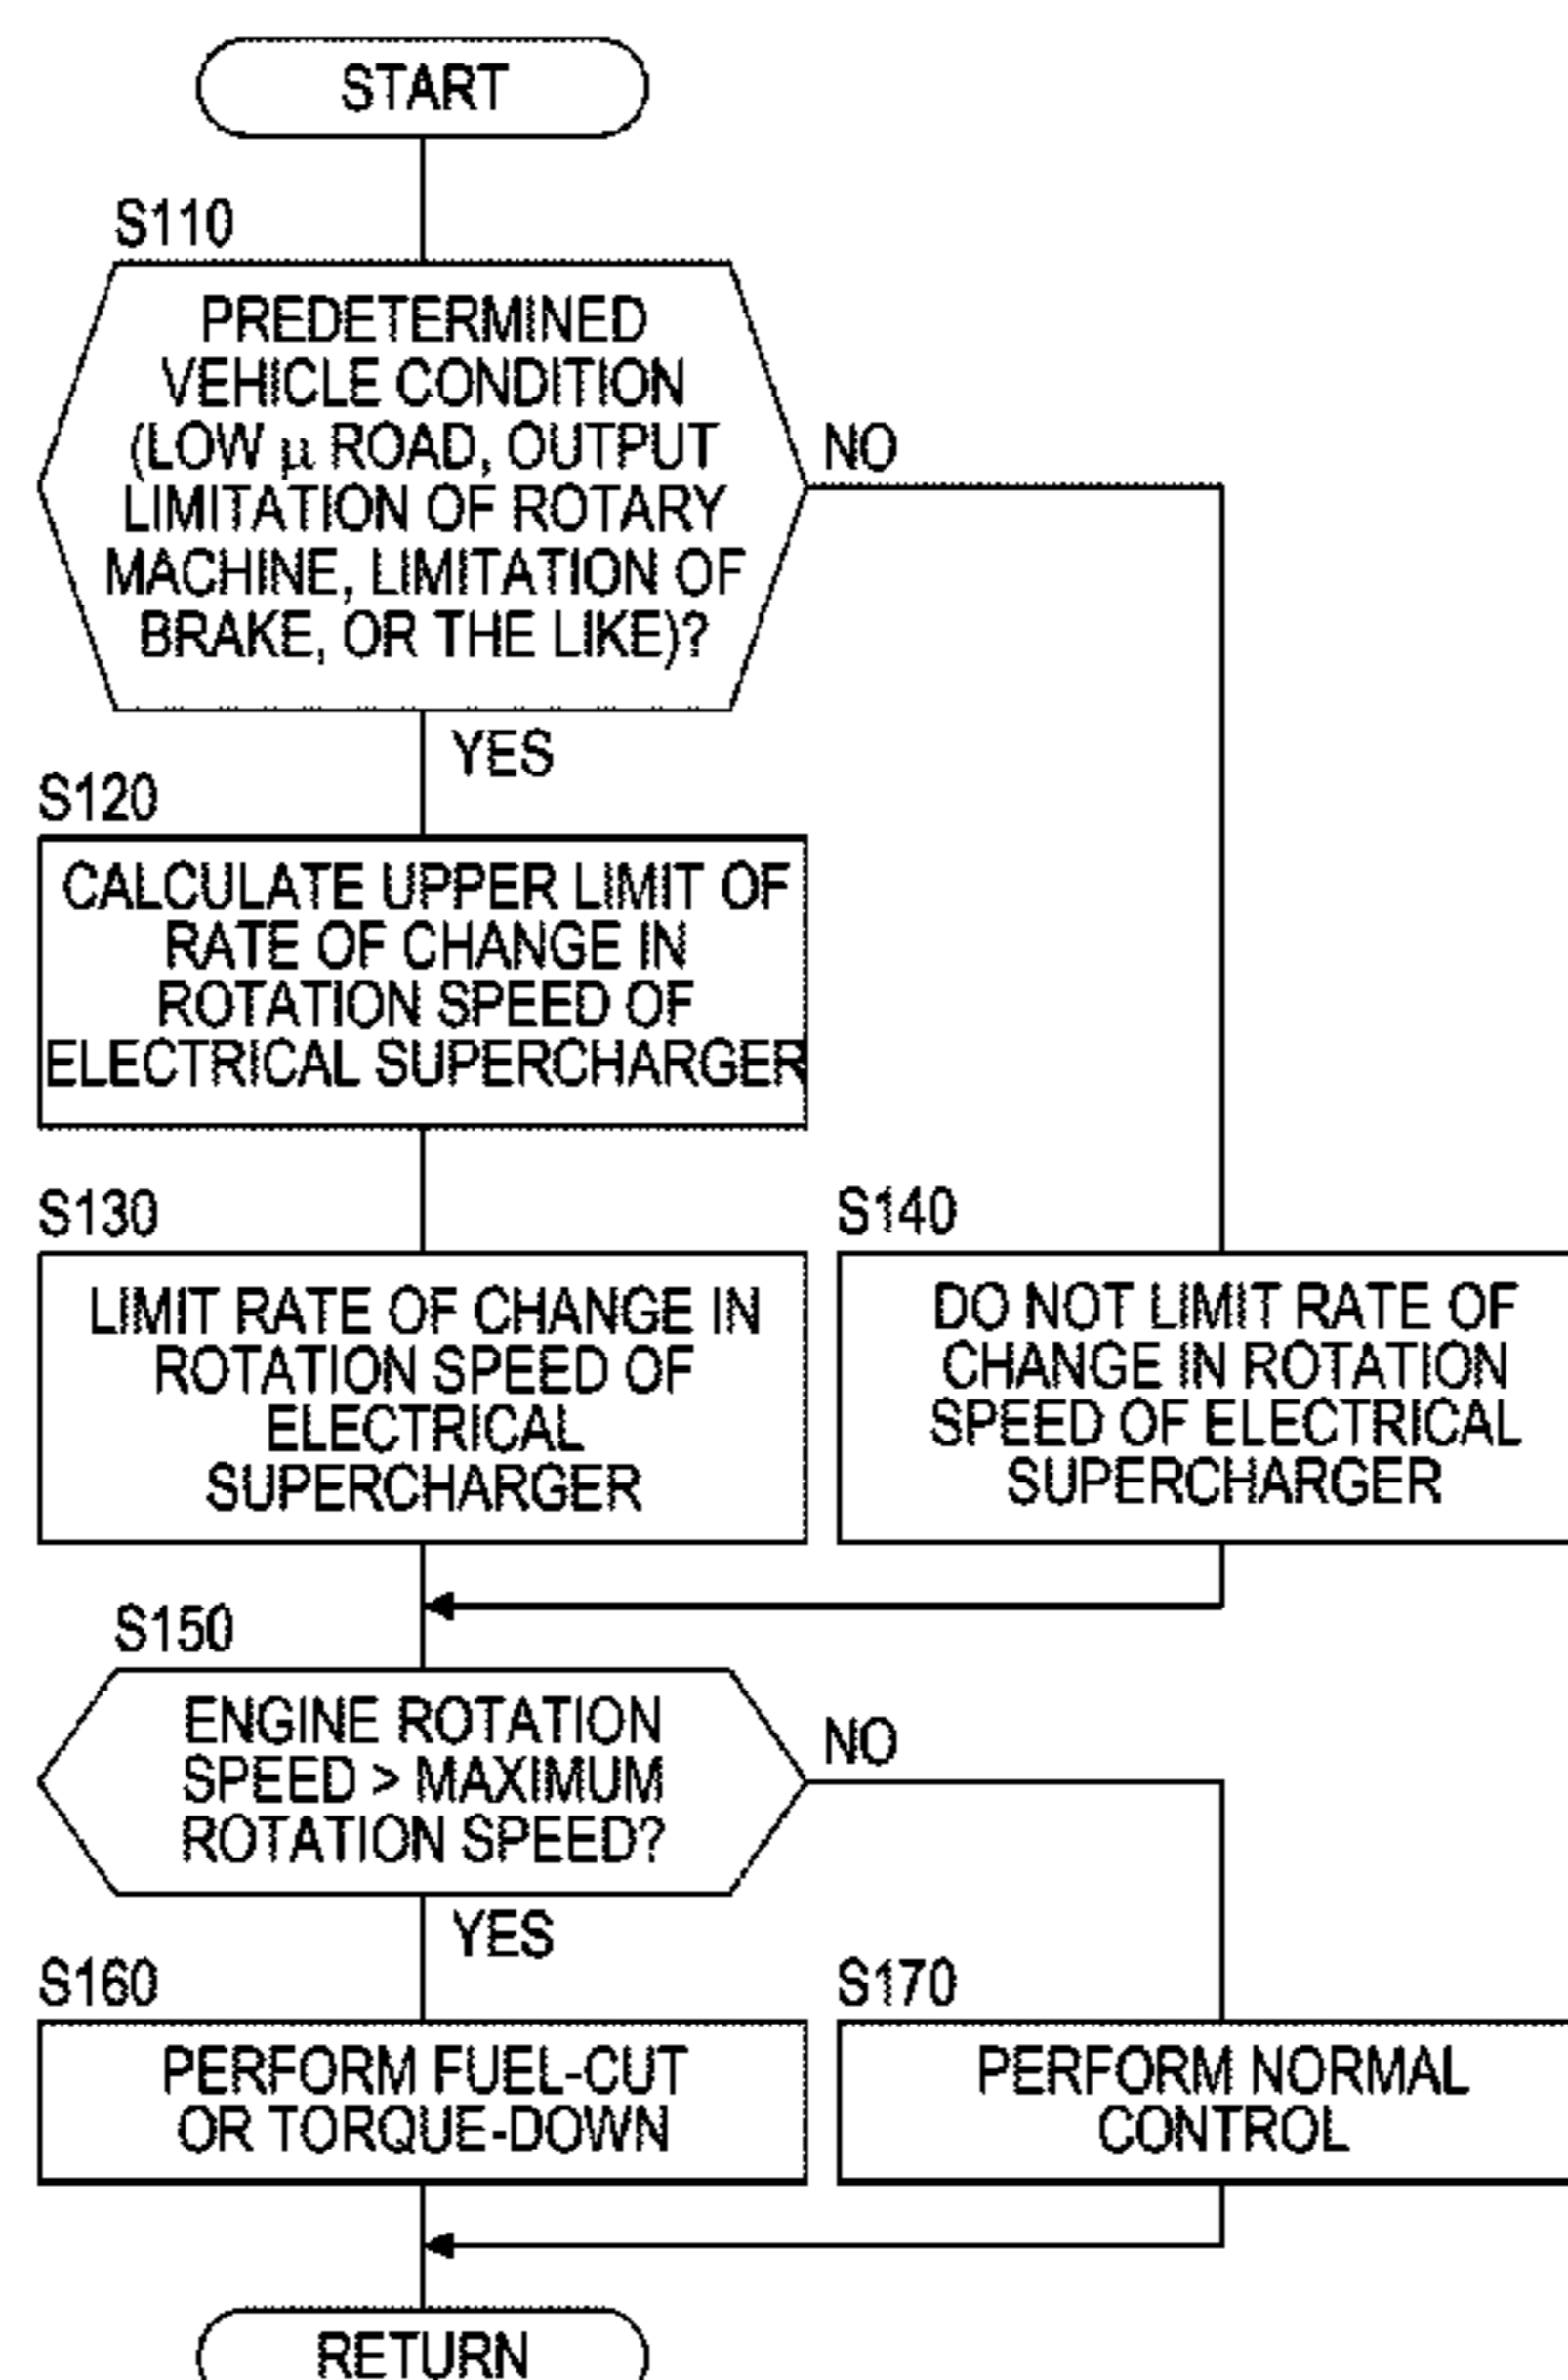 START
S110
PREDETERMINED
VEHICLE CONDITION
(LOW μ ROAD, OUTPUT
LIMITATION OF ROTARY
MACHINE, LIMITATION OF
BRAKE, OR THE LIKE)?
NO
YES
S120
CALCULATE UPPER LIMIT OF
RATE OF CHANGE IN
ROTATION SPEED OF
ELECTRICAL SUPERCHARGER
S130
LIMIT RATE OF CHANGE IN
ROTATION SPEED OF
ELECTRICAL
SUPERCHARGER
S140
DO NOT LIMIT RATE OF
CHANGE IN ROTATION
SPEED OF ELECTRICAL
SUPERCHARGER
S150
ENGINE ROTATION
SPEED > MAXIMUM
ROTATION SPEED?
NO
YES
S160
PERFORM FUEL-CUT
OR TORQUE-DOWN
S170
PERFORM NORMAL
CONTROL
RETURN